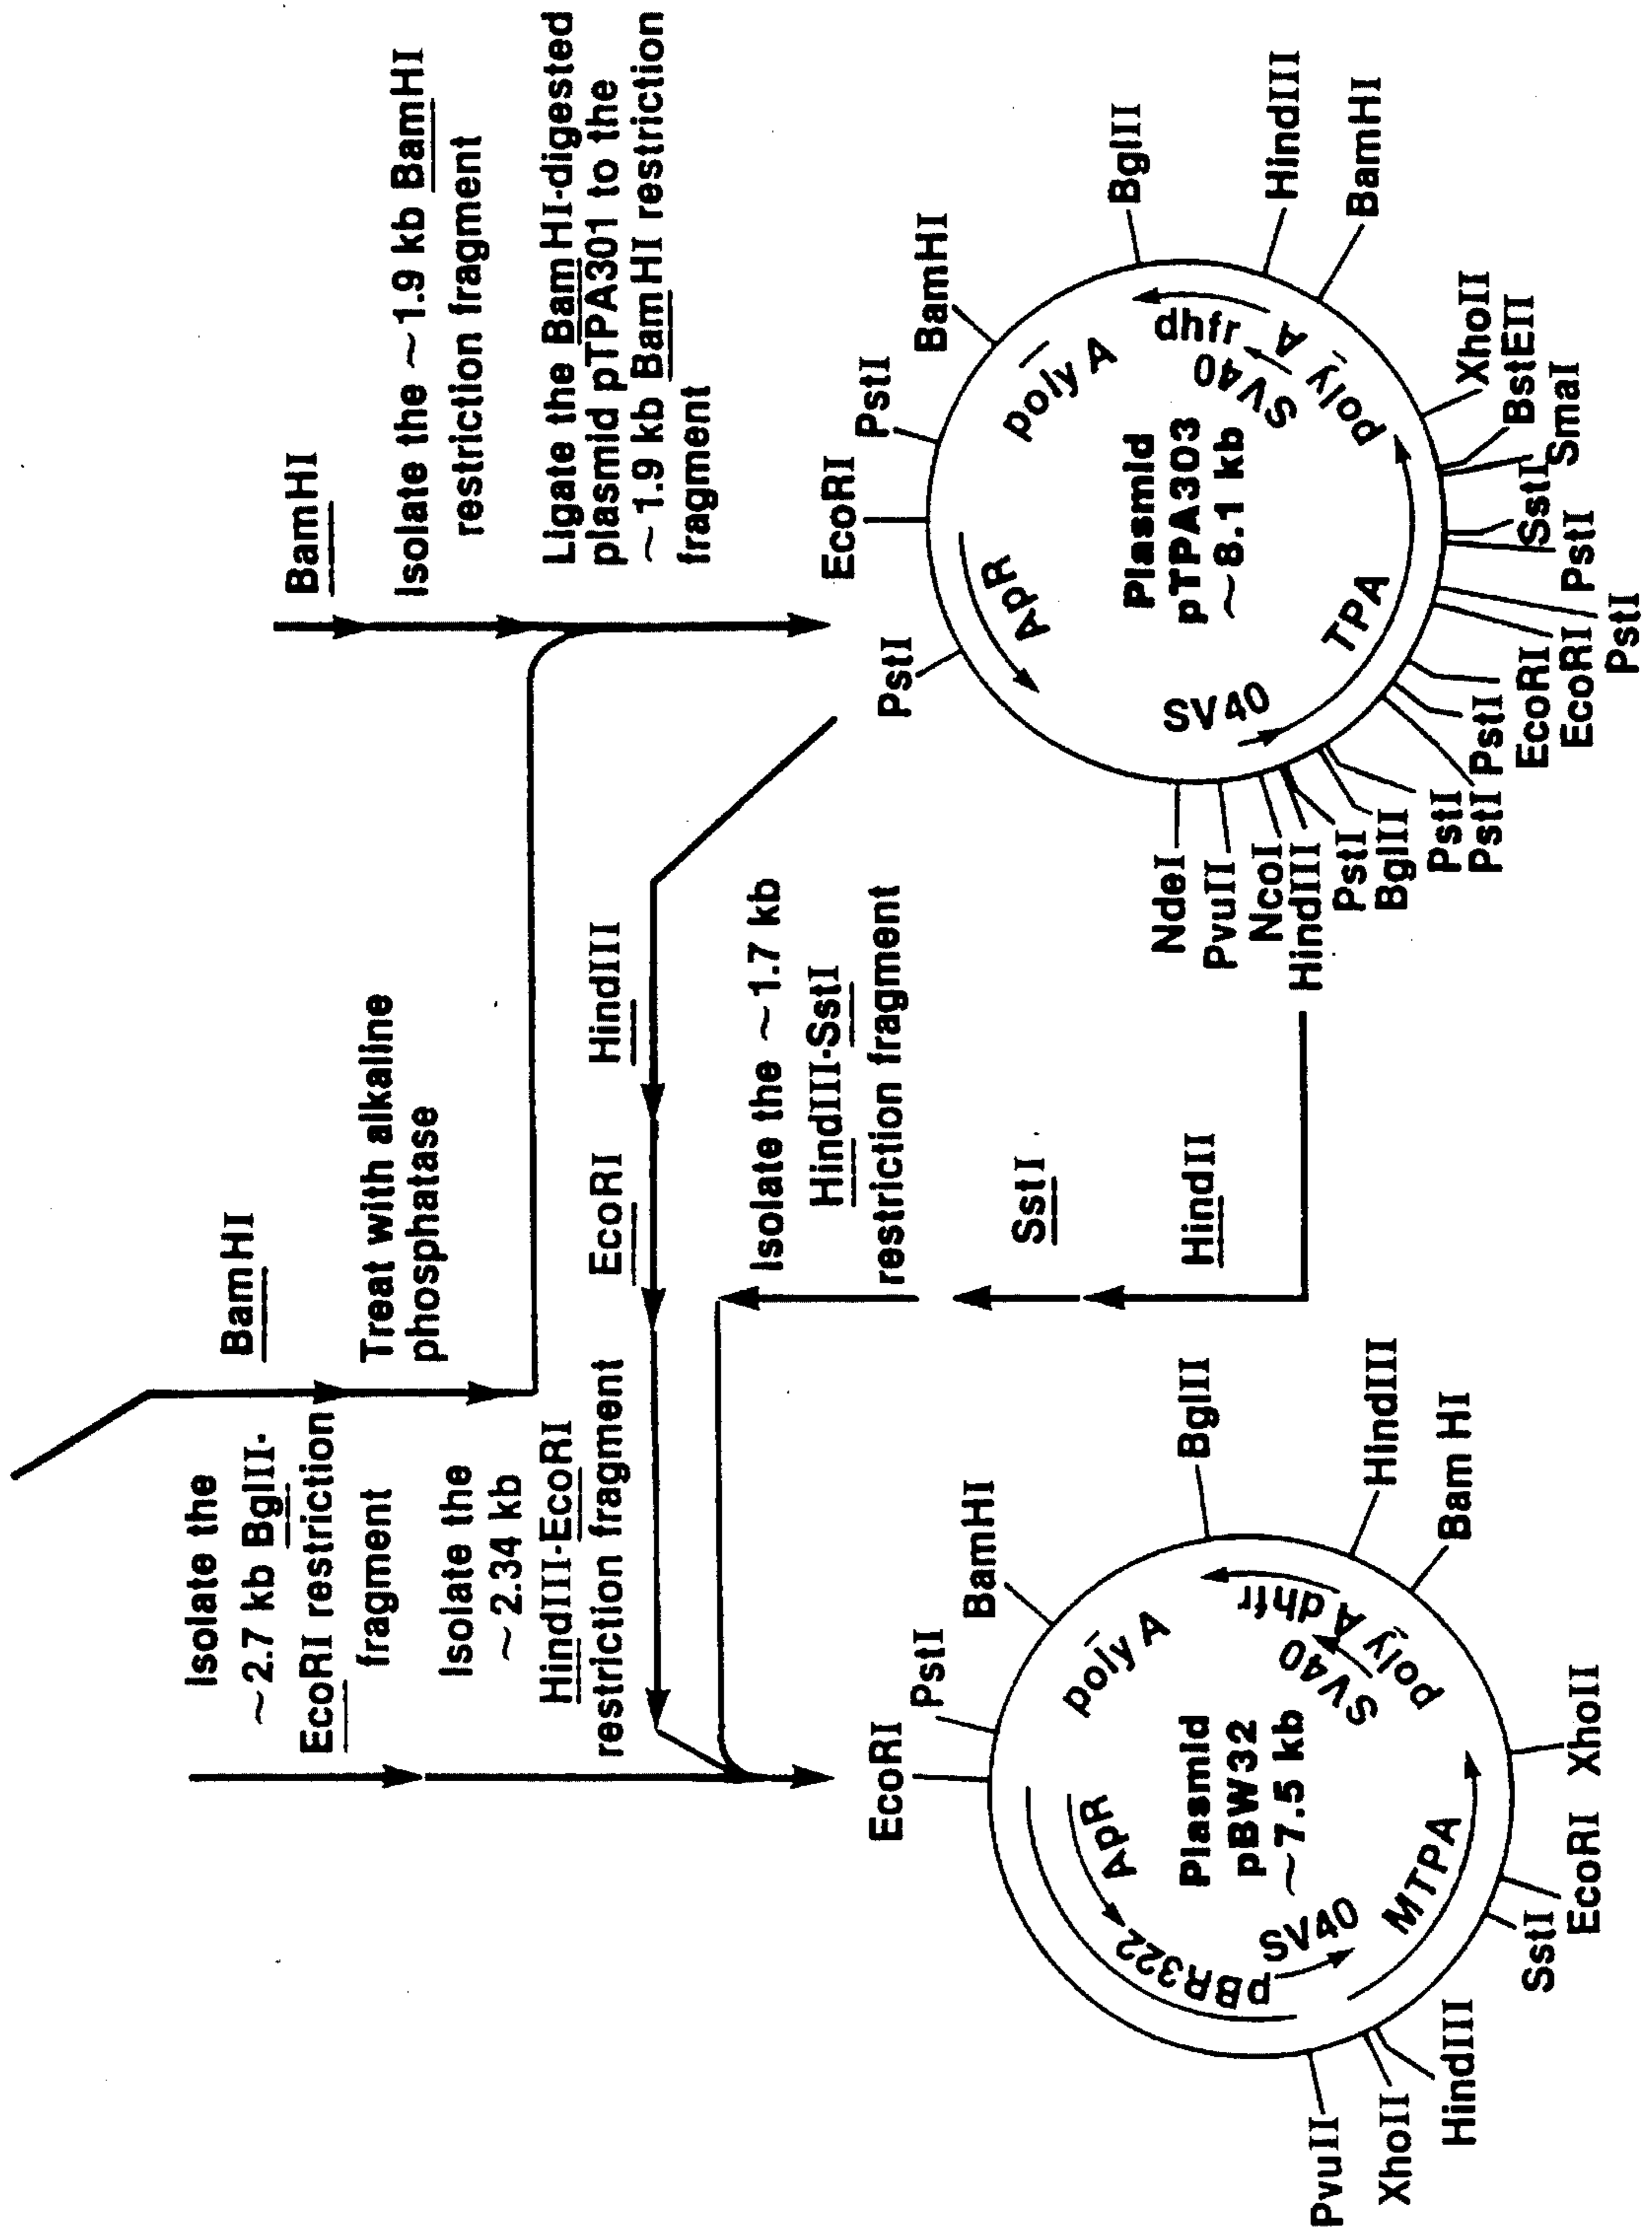 BamHI
Treat with alkaline
phosphatase
Isolate the
~2.7 kb BglII-
EcoRI restriction
fragment
Isolate the
~2.34 kb
HindIII-EcoRI
restriction fragment
BamHI
Isolate the ~1.9 kb BamHI
restriction fragment
Ligate the BamHI-digested
plasmid pTPA301 to the
~1.9 kb BamHI restriction
fragment
EcoRI
HindIII
Isolate the ~1.7 kb
HindIII-SstI
restriction fragment
SstI
HindII
EcoRI
PstI
BamHI
BglII
HindIII
Bam HI
XhoII
EcoRI
SstI
HindIII
XhoII
PvuII
ApR
pBR322
SV40
MTPA
poly A
dhfr
SV40
poly A
Plasmid
pBW32
~7.5 kb
PstI
EcoRI
PstI
BamHI
BglII
HindIII
BamHI
XhoII
BstEII
SmaI
SstI
PstI
PstI
EcoRI
EcoRI
PstI
PstI
PstI
BglII
PstI
HindIII
NcoI
PvuII
NdeI
ApR
SV40
TPA
poly A
dhfr
SV40
poly A
Plasmid
pTPA303
~8.1 kb